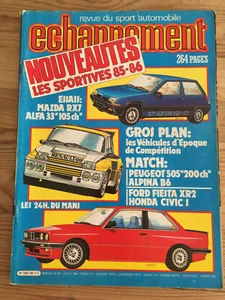 revue du sport automobile
echappement
264 PAGES
NOUVEAUTES
LES SPORTIVES 85-86
ESSAIS:
MAZDA RX7
ALFA 33"105 ch"
GROS PLAN:
les Véhicules d'Epoque
de Compétition
MATCH:
PEUGEOT 505"200 ch"
ALPINA B6
FORD FIESTA XR2
HONDA CIVIC S
LES 24H. DU MANS